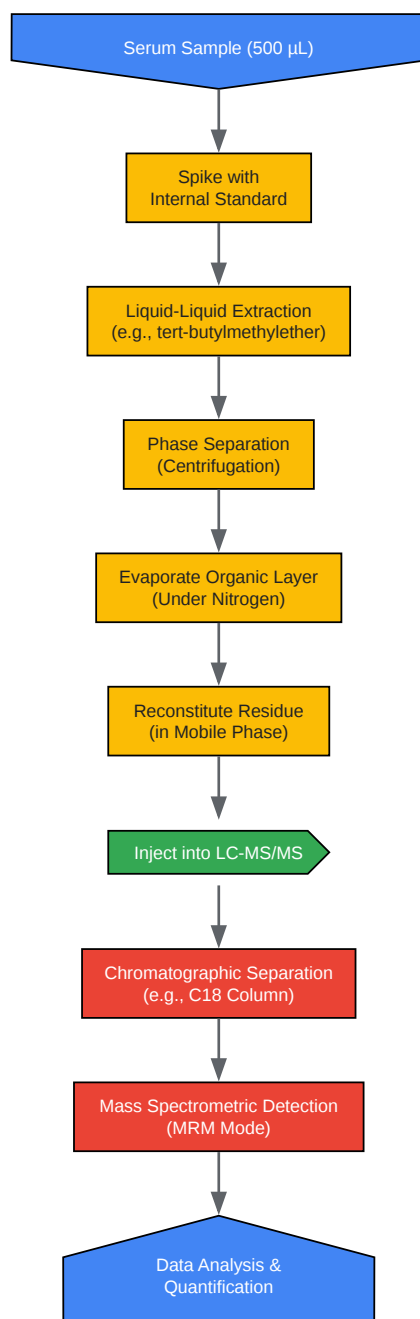 Serum Sample (500 µL)
Spike with
Internal Standard
Liquid-Liquid Extraction
(e.g., tert-butylmethylether)
Phase Separation
(Centrifugation)
Evaporate Organic Layer
(Under Nitrogen)
Reconstitute Residue
(in Mobile Phase)
Inject into LC-MS/MS
Chromatographic Separation
(e.g., C18 Column)
Mass Spectrometric Detection
(MRM Mode)
Data Analysis &
Quantification